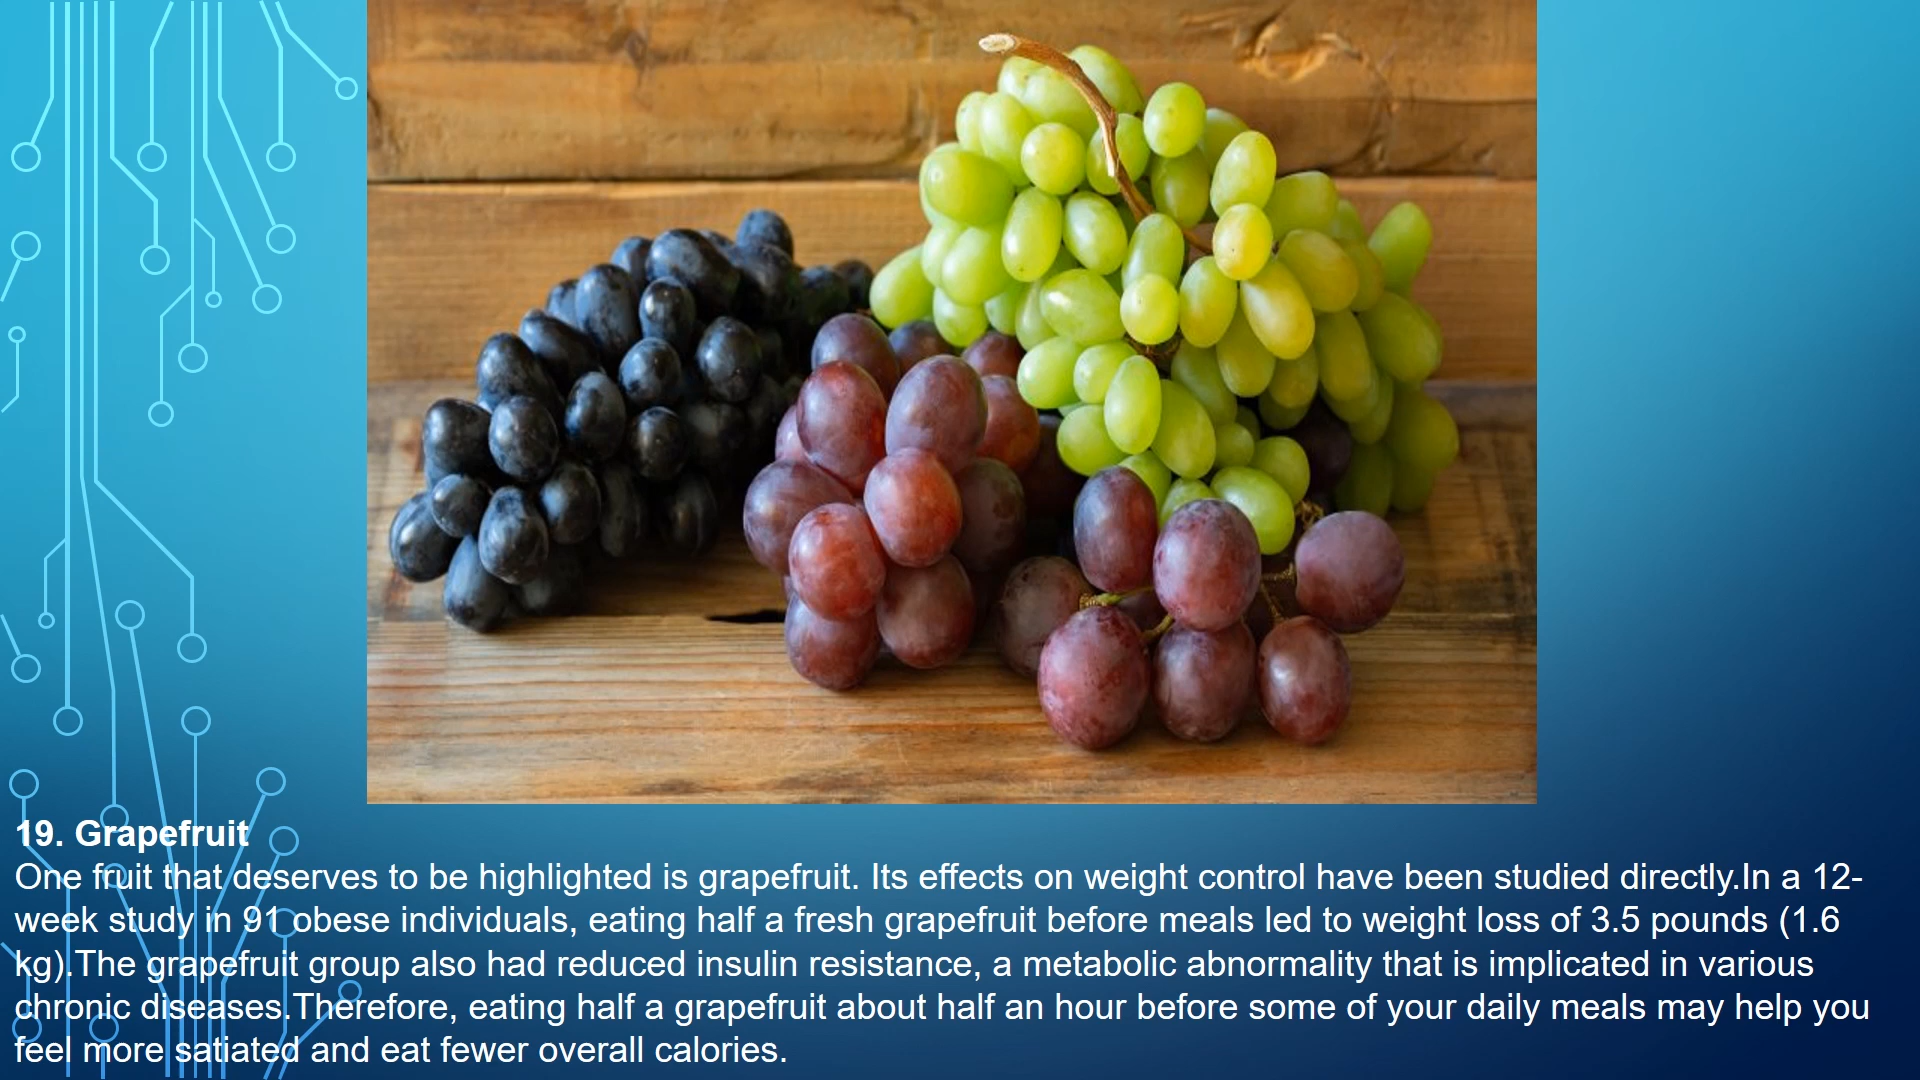 19. Grapefruit
One fruit that deserves to be highlighted is grapefruit. Its effects on weight control have been studied directly.In a 12-
week study in 91 obese individuals, eating half a fresh grapefruit before meals led to weight loss of 3.5 pounds (1.6
kg).The grapefruit group also had reduced insulin resistance, a metabolic abnormality that is implicated in various
chronic diseases.Therefore, eating half a grapefruit about half an hour before some of your daily meals may help you
feel more satiated and eat fewer overall calories.